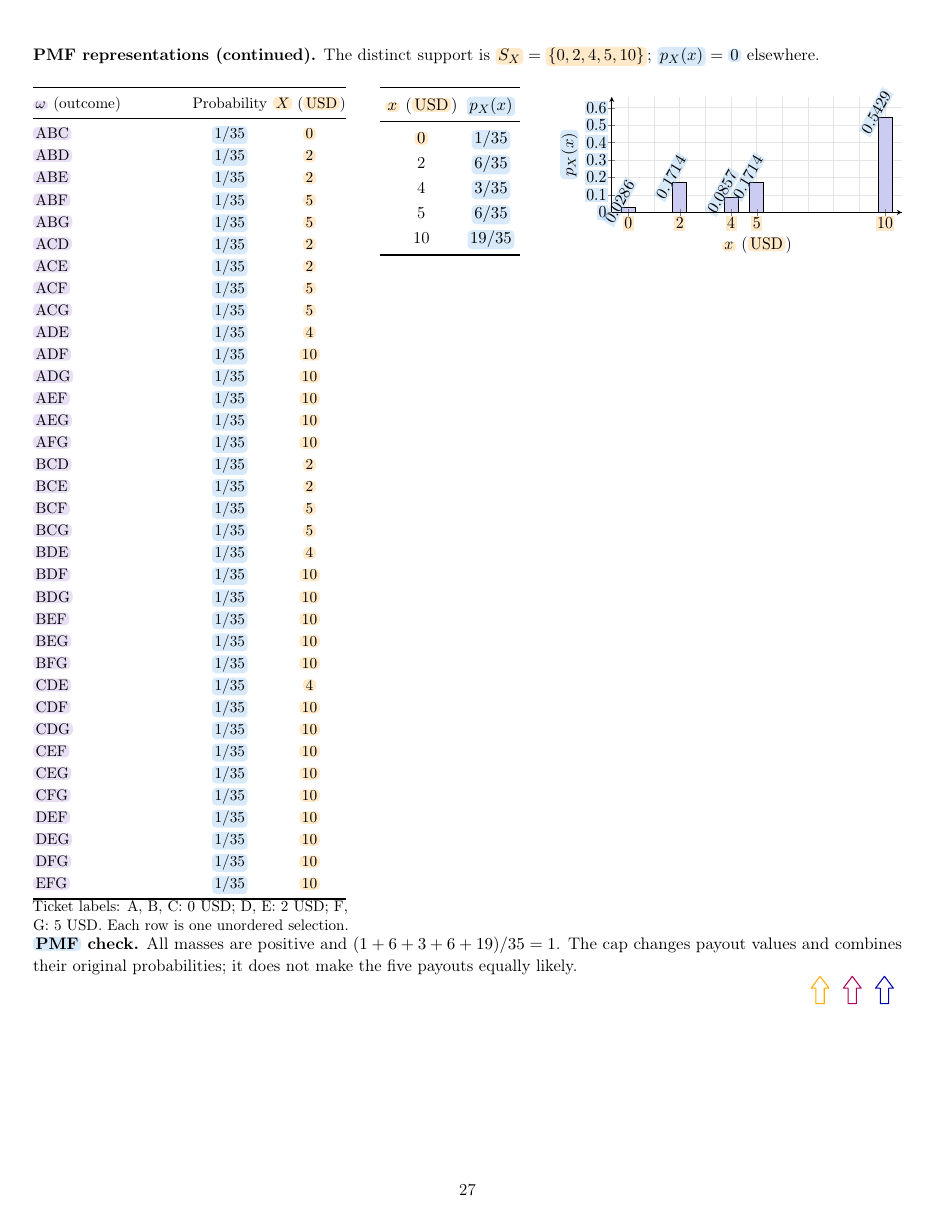 PMF representations (continued). The distinct support is S_X = {0, 2, 4, 5, 10}; p_X(x) = 0 elsewhere.
ω (outcome) Probability X (USD)
ABC 1/35 0
ABD 1/35 2
ABE 1/35 2
ABF 1/35 5
ABG 1/35 5
ACD 1/35 2
ACE 1/35 2
ACF 1/35 5
ACG 1/35 5
ADE 1/35 4
ADF 1/35 10
ADG 1/35 10
AEF 1/35 10
AEG 1/35 10
AFG 1/35 10
BCD 1/35 2
BCE 1/35 2
BCF 1/35 5
BCG 1/35 5
BDE 1/35 4
BDF 1/35 10
BDG 1/35 10
BEF 1/35 10
BEG 1/35 10
BFG 1/35 10
CDE 1/35 4
CDF 1/35 10
CDG 1/35 10
CEF 1/35 10
CEG 1/35 10
CFG 1/35 10
DEF 1/35 10
DEG 1/35 10
DFG 1/35 10
EFG 1/35 10
Ticket labels: A, B, C: 0 USD; D, E: 2 USD; F,
G: 5 USD. Each row is one unordered selection.
x (USD) p_X(x)
0 1/35
2 6/35
4 3/35
5 6/35
10 19/35
p_X(x)
0.6
0.5
0.4
0.3
0.2
0.1
0
0.0286
0.1714
0.0857
0.1714
0.5429
0 2 4 5 10
x (USD)
PMF check. All masses are positive and (1 + 6 + 3 + 6 + 19)/35 = 1. The cap changes payout values and combines
their original probabilities; it does not make the five payouts equally likely.
27